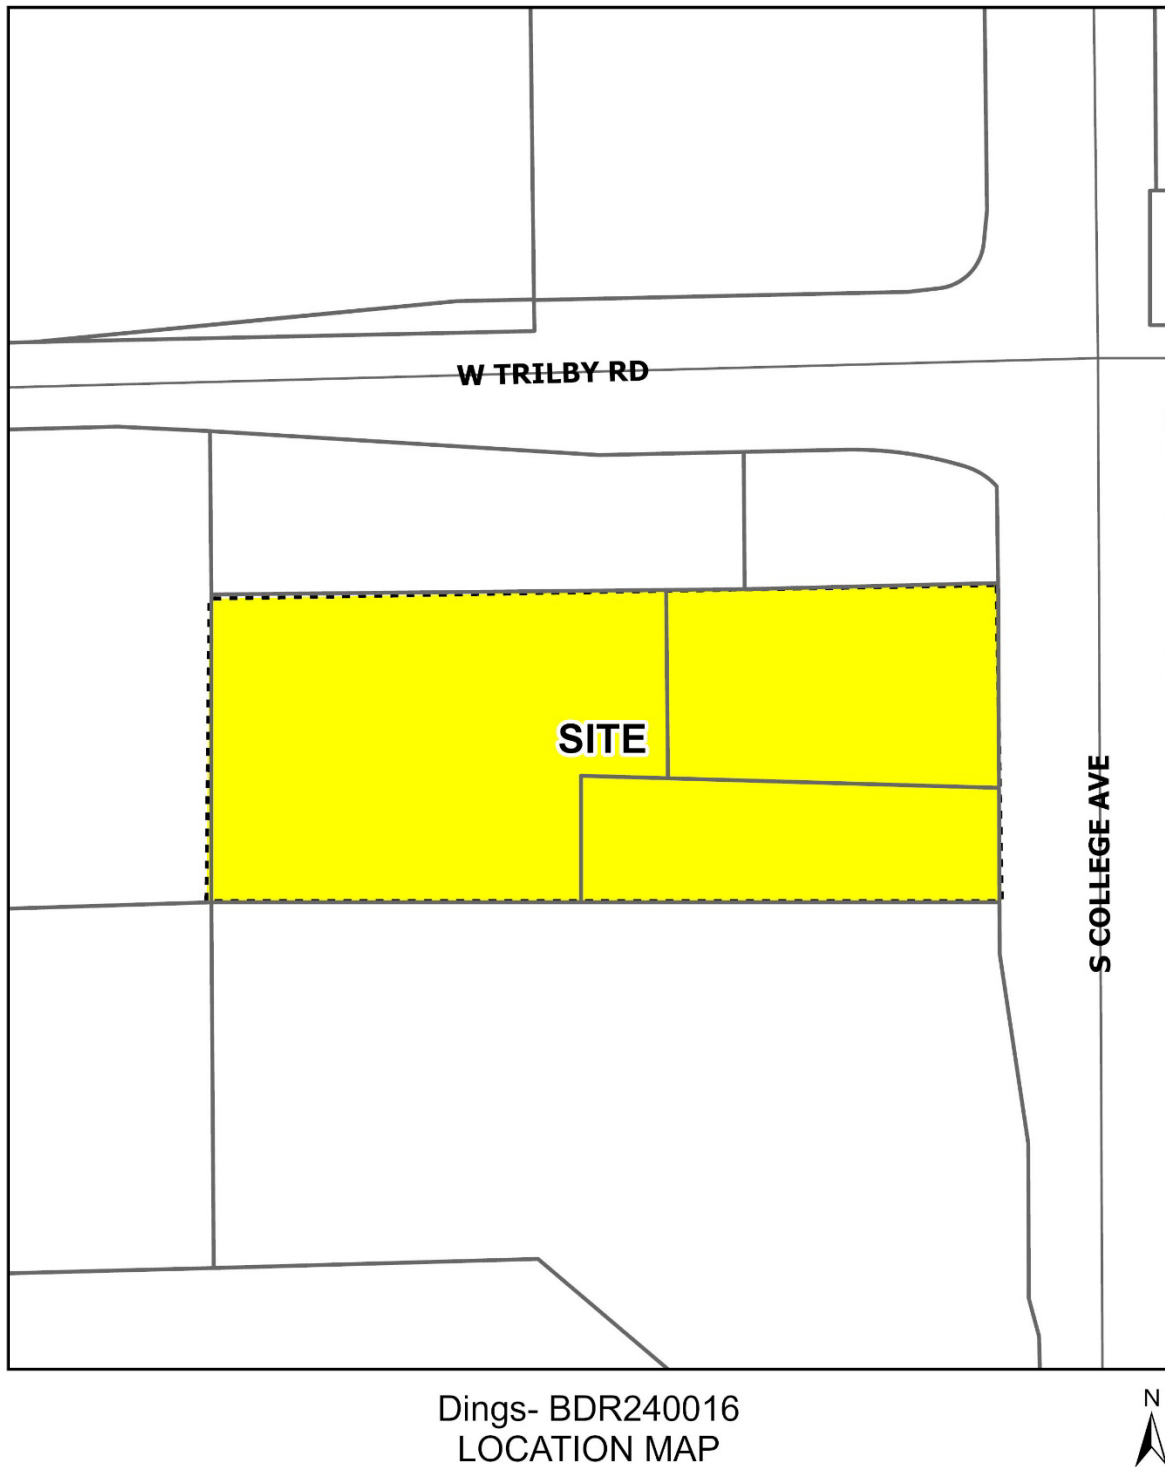 W TRILBY RD
SITE
S COLLEGE AVE
Dings- BDR240016
LOCATION MAP
N